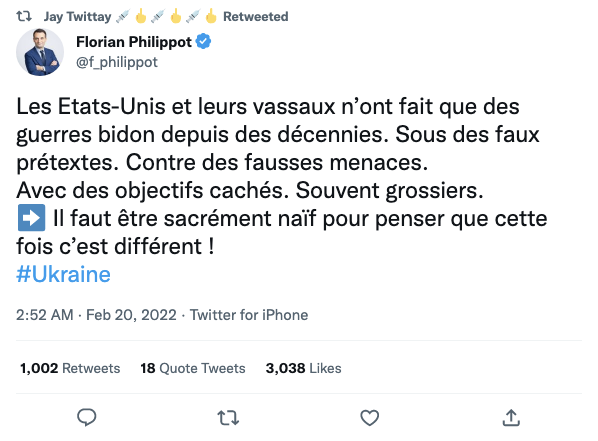 Jay Twittay 💉🖕💉🖕💉🖕 Retweeted
Florian Philippot
@f_philippot
Les Etats-Unis et leurs vassaux n’ont fait que des
guerres bidon depuis des décennies. Sous des faux
prétextes. Contre des fausses menaces.
Avec des objectifs cachés. Souvent grossiers.
➡️ Il faut être sacrément naïf pour penser que cette
fois c’est différent !
#Ukraine
2:52 AM · Feb 20, 2022 · Twitter for iPhone
1,002 Retweets 18 Quote Tweets 3,038 Likes